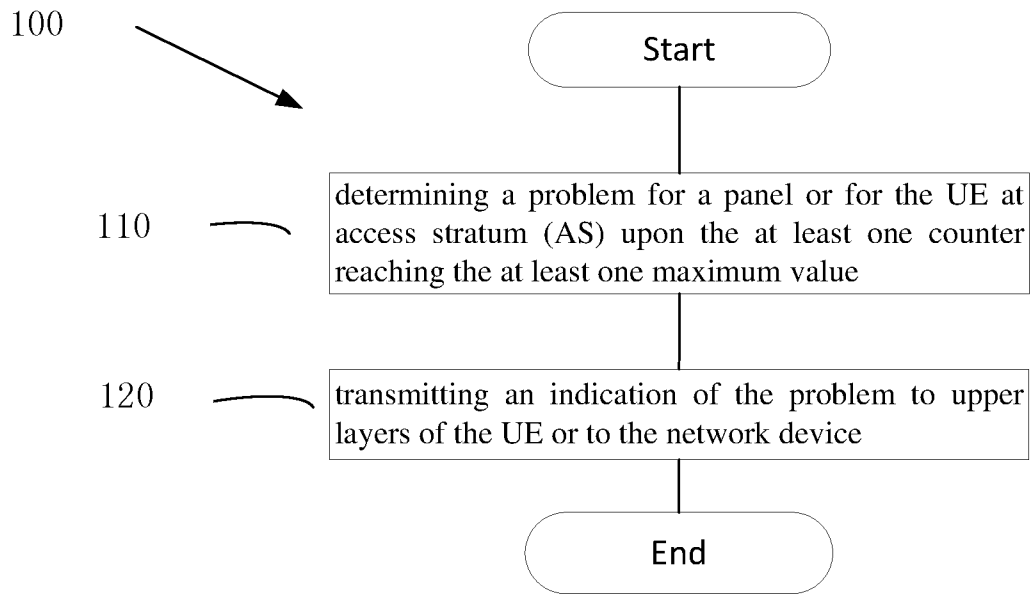 100
Start
110
determining a problem for a panel or for the UE at
access stratum (AS) upon the at least one counter
reaching the at least one maximum value
120
transmitting an indication of the problem to upper
layers of the UE or to the network device
End